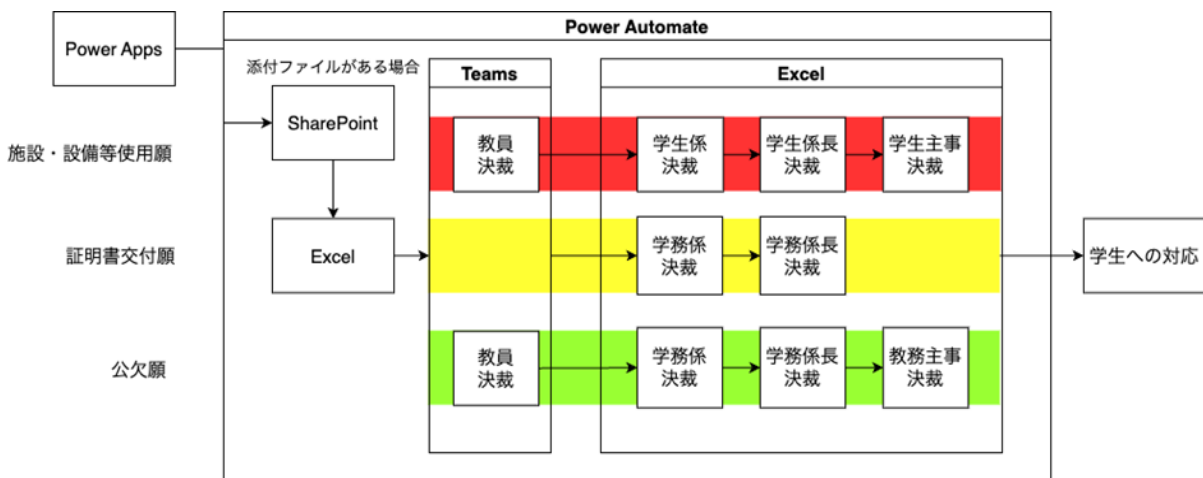 Power Automate
Power Apps
添付ファイルがある場合
Teams
Excel
SharePoint
施設・設備等使用願
教員
決裁
学生係
決裁
学生係長
決裁
学生主事
決裁
証明書交付願
Excel
学務係
決裁
学務係長
決裁
学生への対応
公欠願
教員
決裁
学務係
決裁
学務係長
決裁
教務主事
決裁